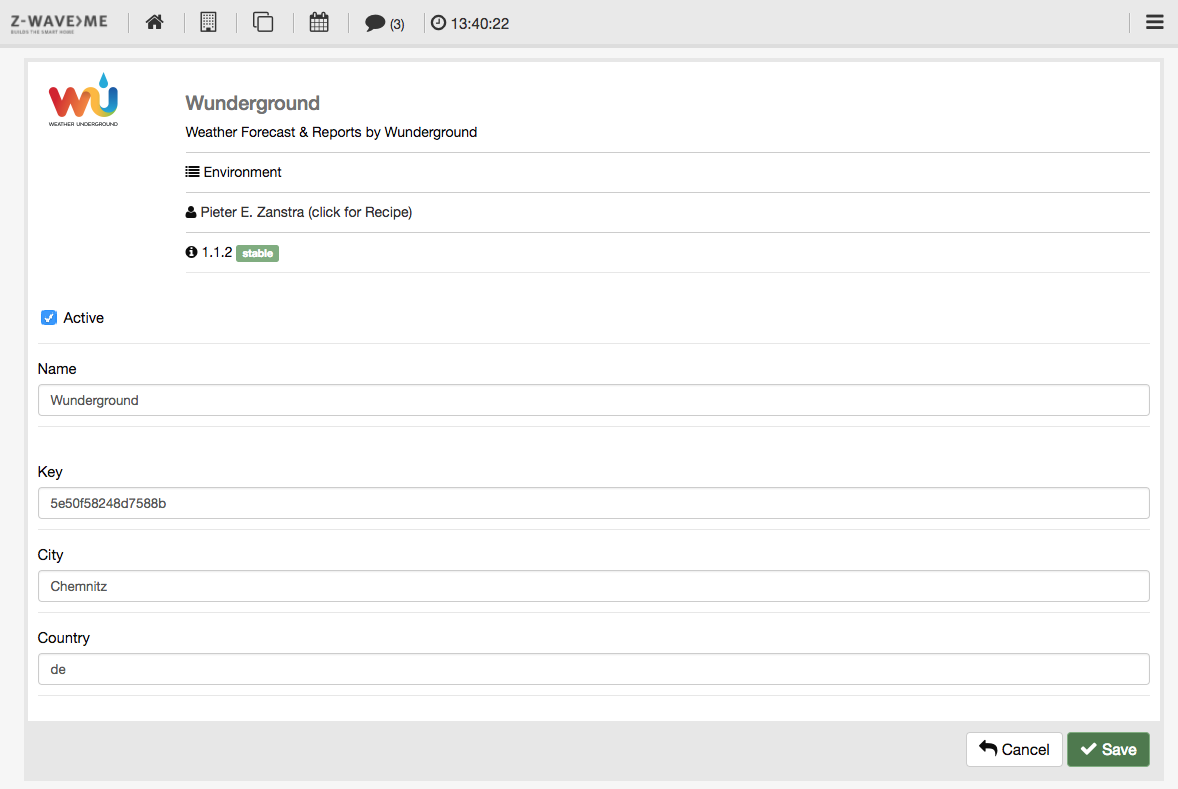 Z-WAVE>ME
BUILDS THE SMART HOME
(3)
13:40:22
WU
WEATHER UNDERGROUND
Wunderground
Weather Forecast & Reports by Wunderground
Environment
Pieter E. Zanstra (click for Recipe)
1.1.2 stable
Active
Name
Wunderground
Key
5e50f58248d7588b
City
Chemnitz
Country
de
Cancel
Save